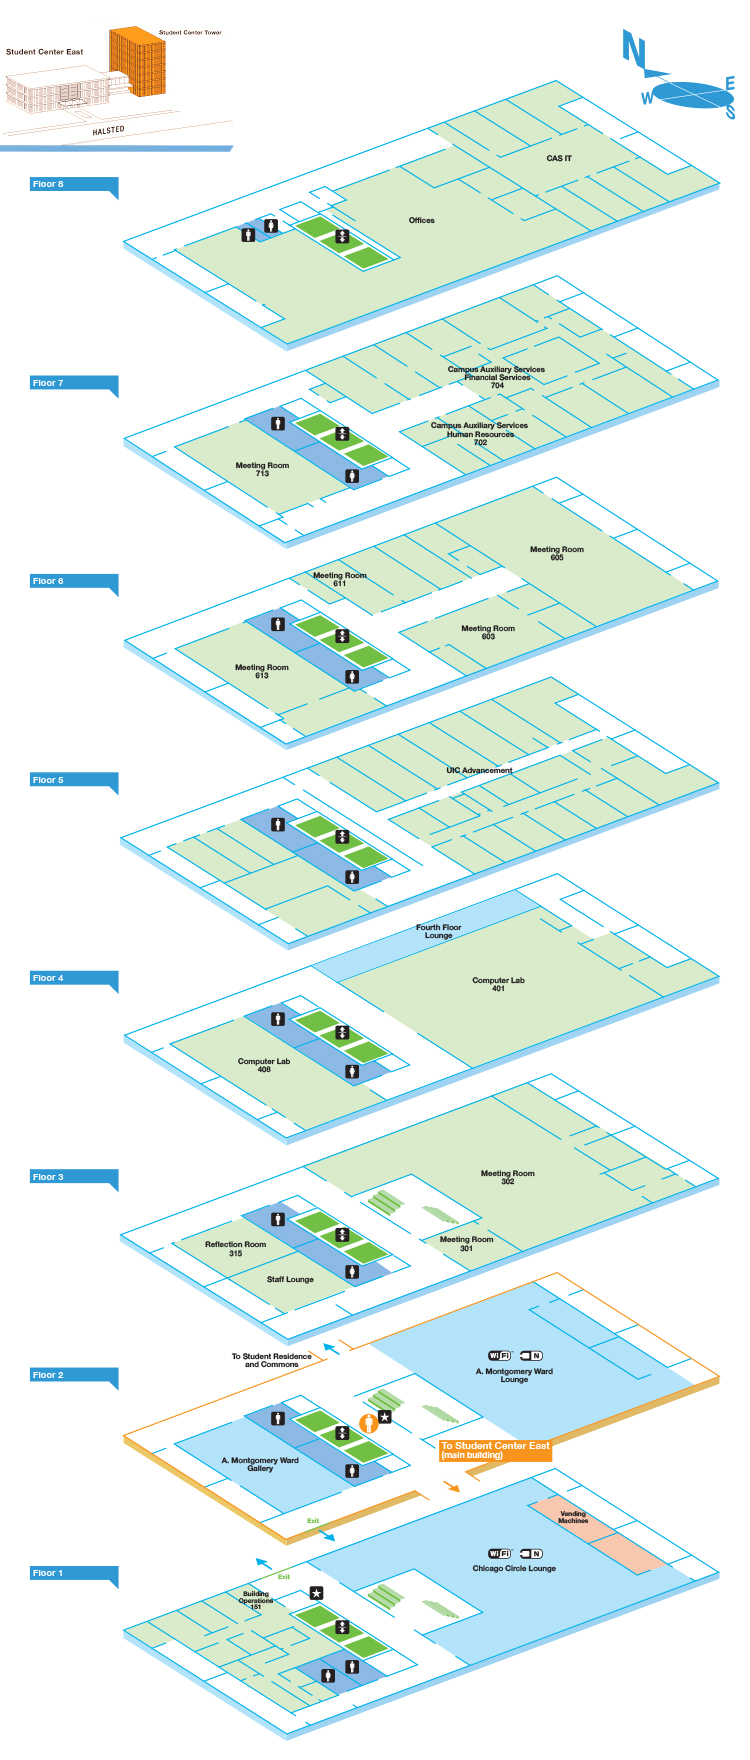 Student Center Tower
Student Center East
HALSTED
N
W
E
S
Floor 8
CAS IT
Offices
Floor 7
Campus Auxiliary Services
Financial Services
704
Campus Auxiliary Services
Human Resources
702
Meeting Room
713
Floor 6
Meeting Room
605
Meeting Room
611
Meeting Room
603
Meeting Room
613
Floor 5
UIC Advancement
Floor 4
Fourth Floor
Lounge
Computer Lab
401
Computer Lab
408
Floor 3
Meeting Room
302
Meeting Room
301
Reflection Room
315
Staff Lounge
Floor 2
To Student Residence
and Commons
WiFi N
A. Montgomery Ward
Lounge
To Student Center East
(main building)
A. Montgomery Ward
Gallery
Exit
Floor 1
Vending
Machines
WiFi N
Chicago Circle Lounge
Exit
Building
Operations
151